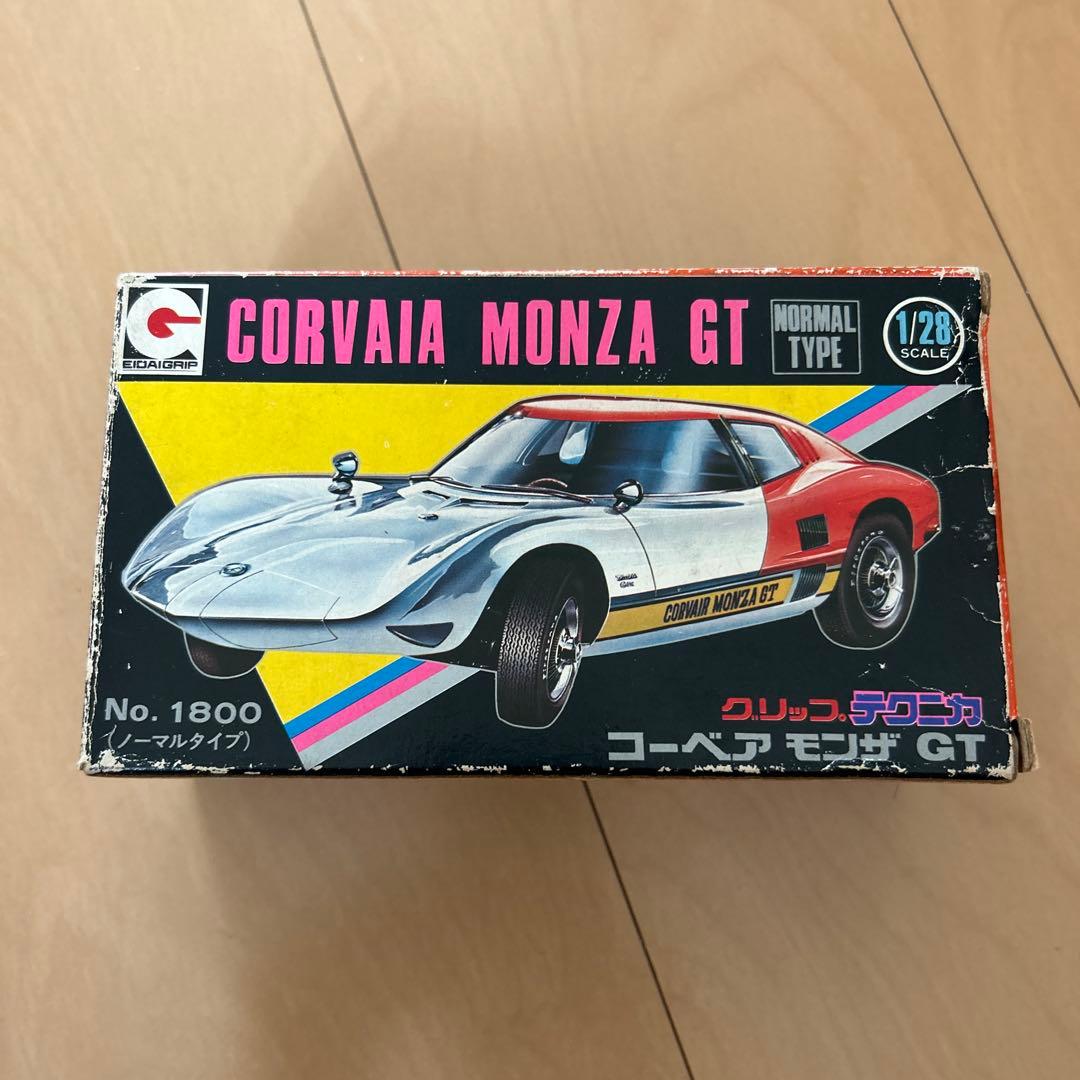 EIDAIGRIP
CORVAIA MONZA GT
NORMAL
TYPE
1/28
SCALE
CORVAIR MONZA GT
No. 1800
(ノーマルタイプ)
グリップテクニカ
コーベア モンザ GT